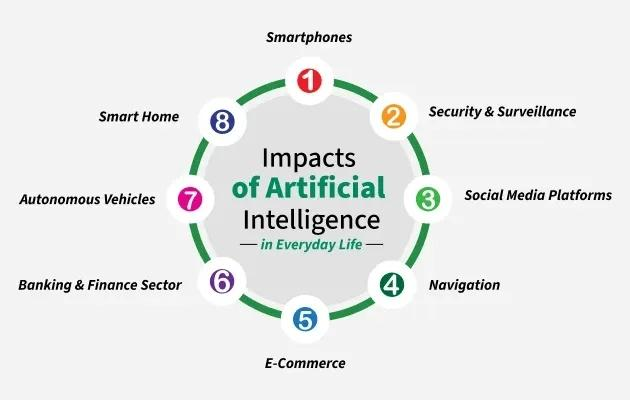 Smartphones
1
Security & Surveillance
2
Social Media Platforms
3
Navigation
4
E-Commerce
5
Banking & Finance Sector
6
Autonomous Vehicles
7
Smart Home
8
Impacts
of Artificial
Intelligence
in Everyday Life